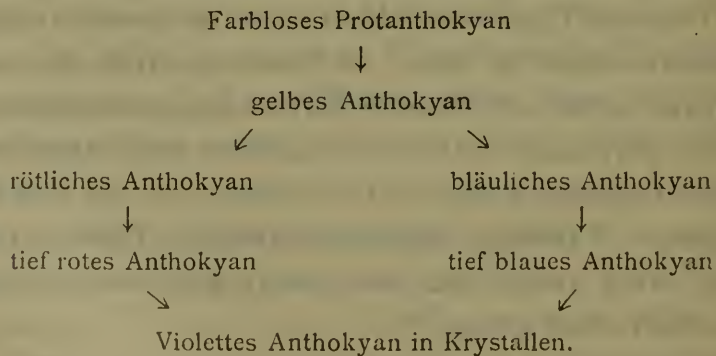 Farbloses Protanthokyan
↓
gelbes Anthokyan
↙ ↘
rötliches Anthokyan bläuliches Anthokyan
↓ ↓
tief rotes Anthokyan tief blaues Anthokyan
↘ ↙
Violettes Anthokyan in Krystallen.